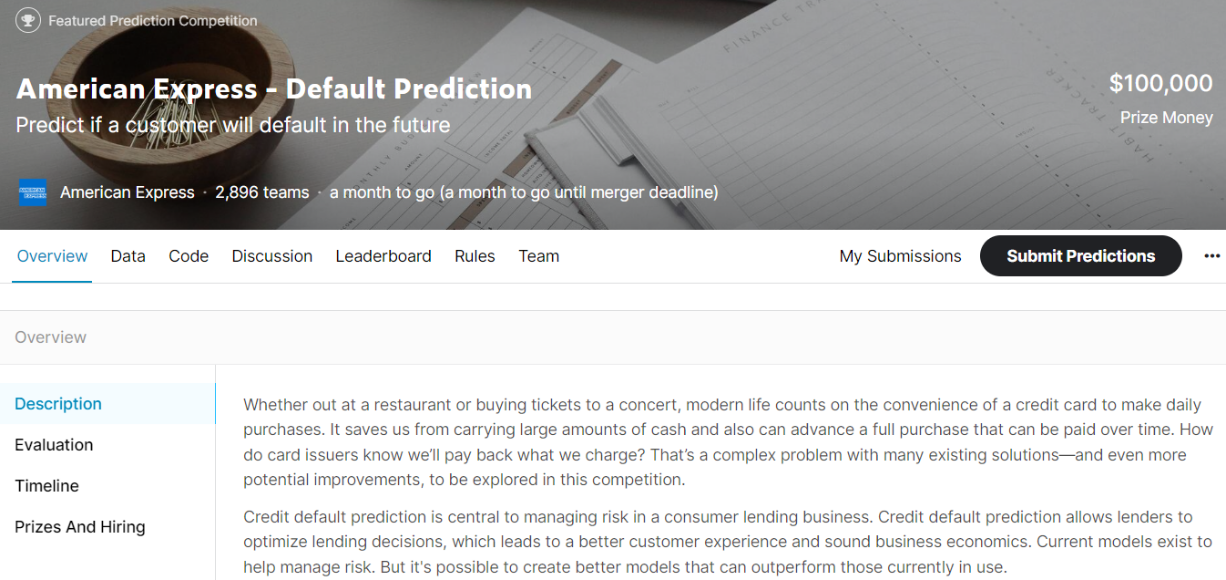 Featured Prediction Competition
American Express - Default Prediction
Predict if a customer will default in the future
$100,000
Prize Money
AMERICAN EXPRESS
American Express · 2,896 teams · a month to go (a month to go until merger deadline)
FINANCE
HABIT TRACKER
Overview Data Code Discussion Leaderboard Rules Team My Submissions Submit Predictions ...
Overview
Description
Evaluation
Timeline
Prizes And Hiring
Whether out at a restaurant or buying tickets to a concert, modern life counts on the convenience of a credit card to make daily
purchases. It saves us from carrying large amounts of cash and also can advance a full purchase that can be paid over time. How
do card issuers know we’ll pay back what we charge? That’s a complex problem with many existing solutions—and even more
potential improvements, to be explored in this competition.
Credit default prediction is central to managing risk in a consumer lending business. Credit default prediction allows lenders to
optimize lending decisions, which leads to a better customer experience and sound business economics. Current models exist to
help manage risk. But it's possible to create better models that can outperform those currently in use.